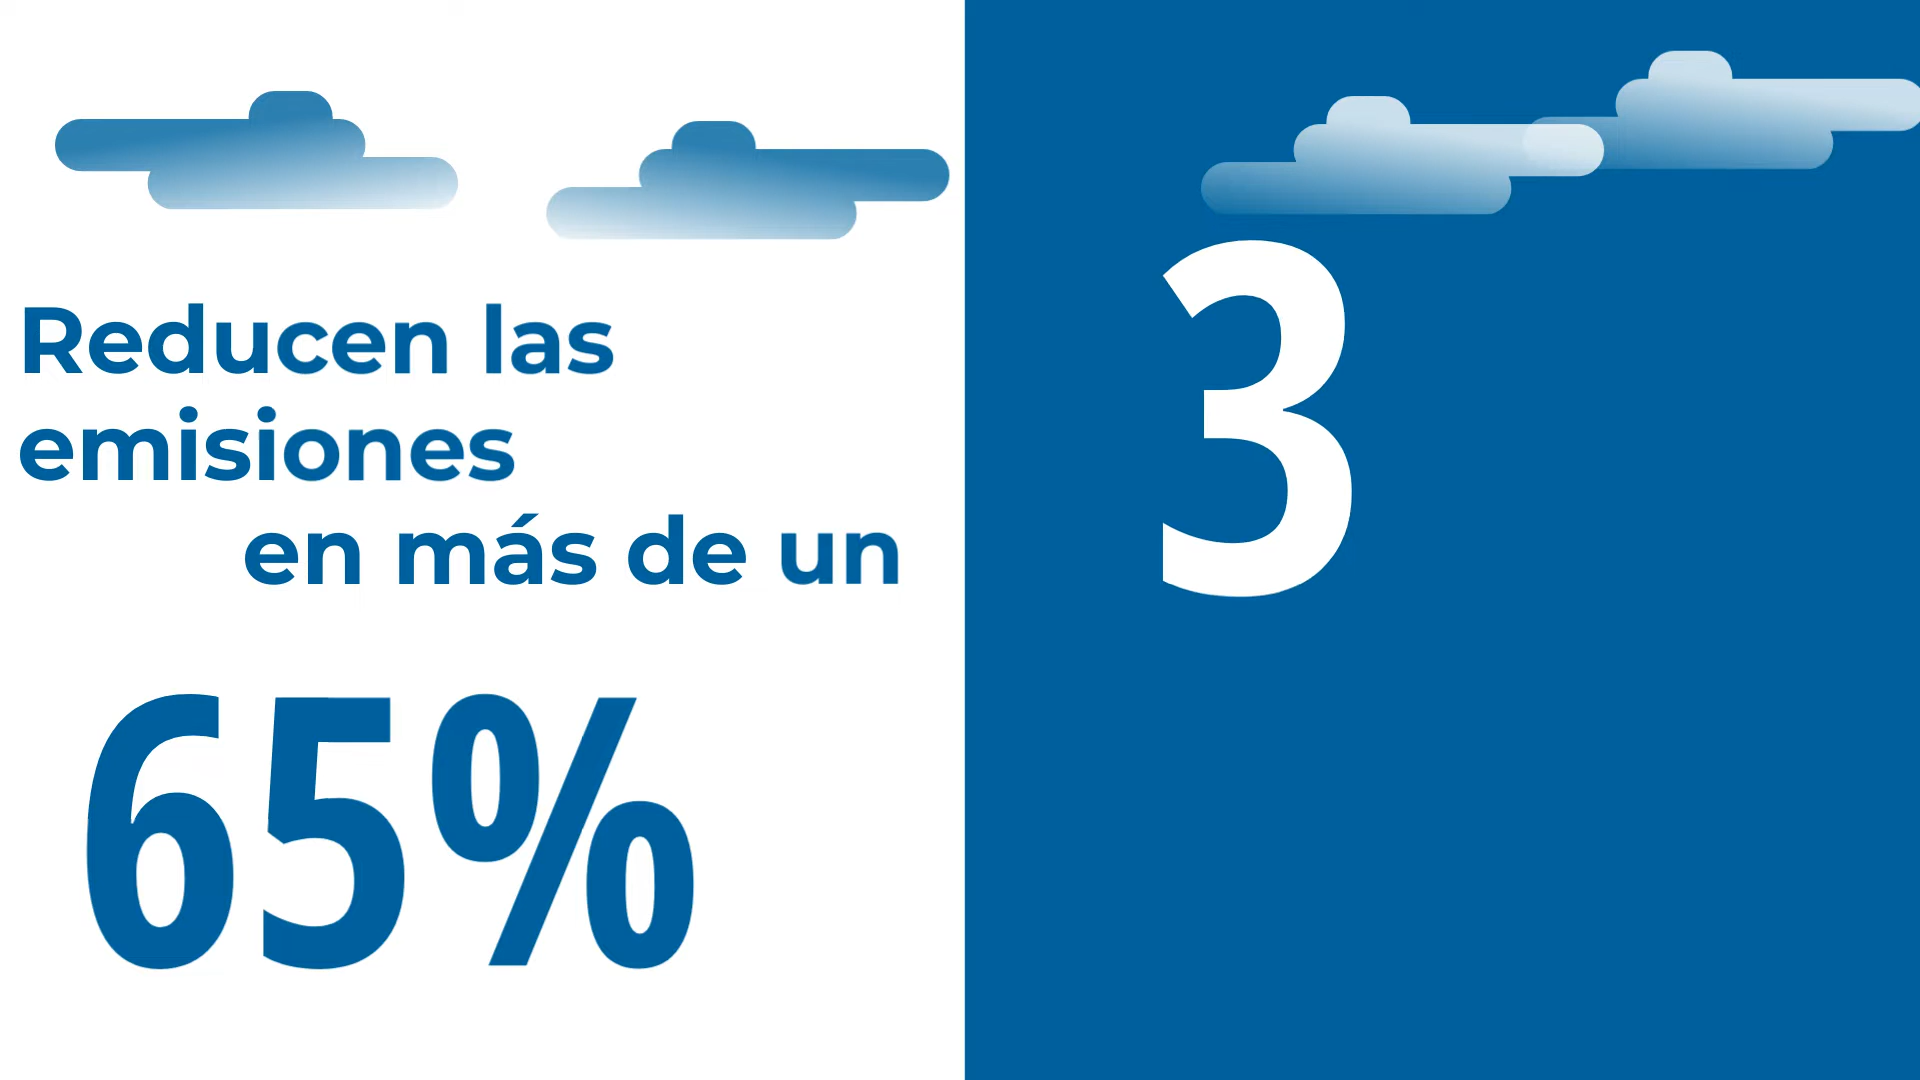 Reducen las
emisiones
en más de un
65%
3